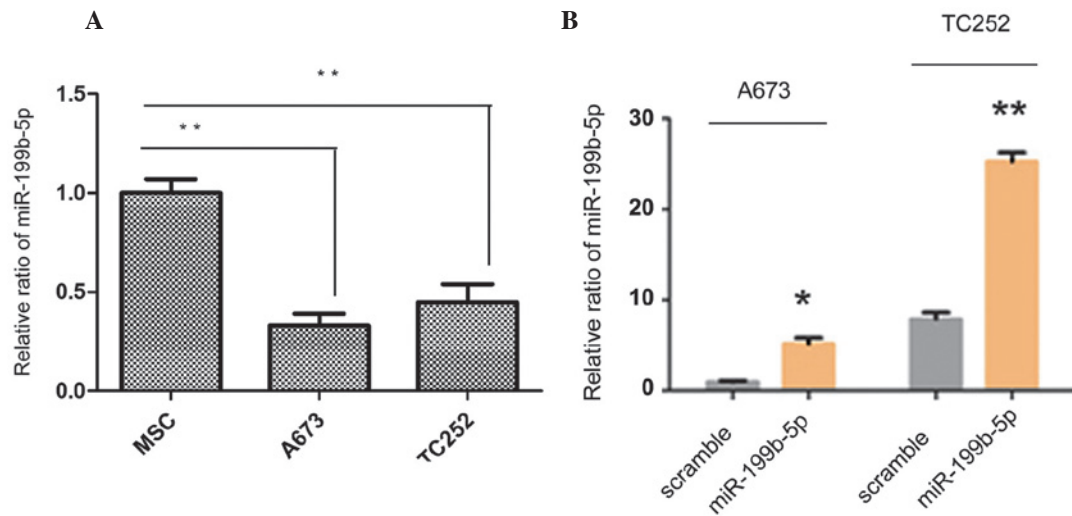 A
* *
* *
Relative ratio of miR-199b-5p
1.5
1.0
0.5
0.0
MSC
A673
TC252
B
TC252
A673
**
*
Relative ratio of miR-199b-5p
30
20
10
0
scramble
miR-199b-5p
scramble
miR-199b-5p